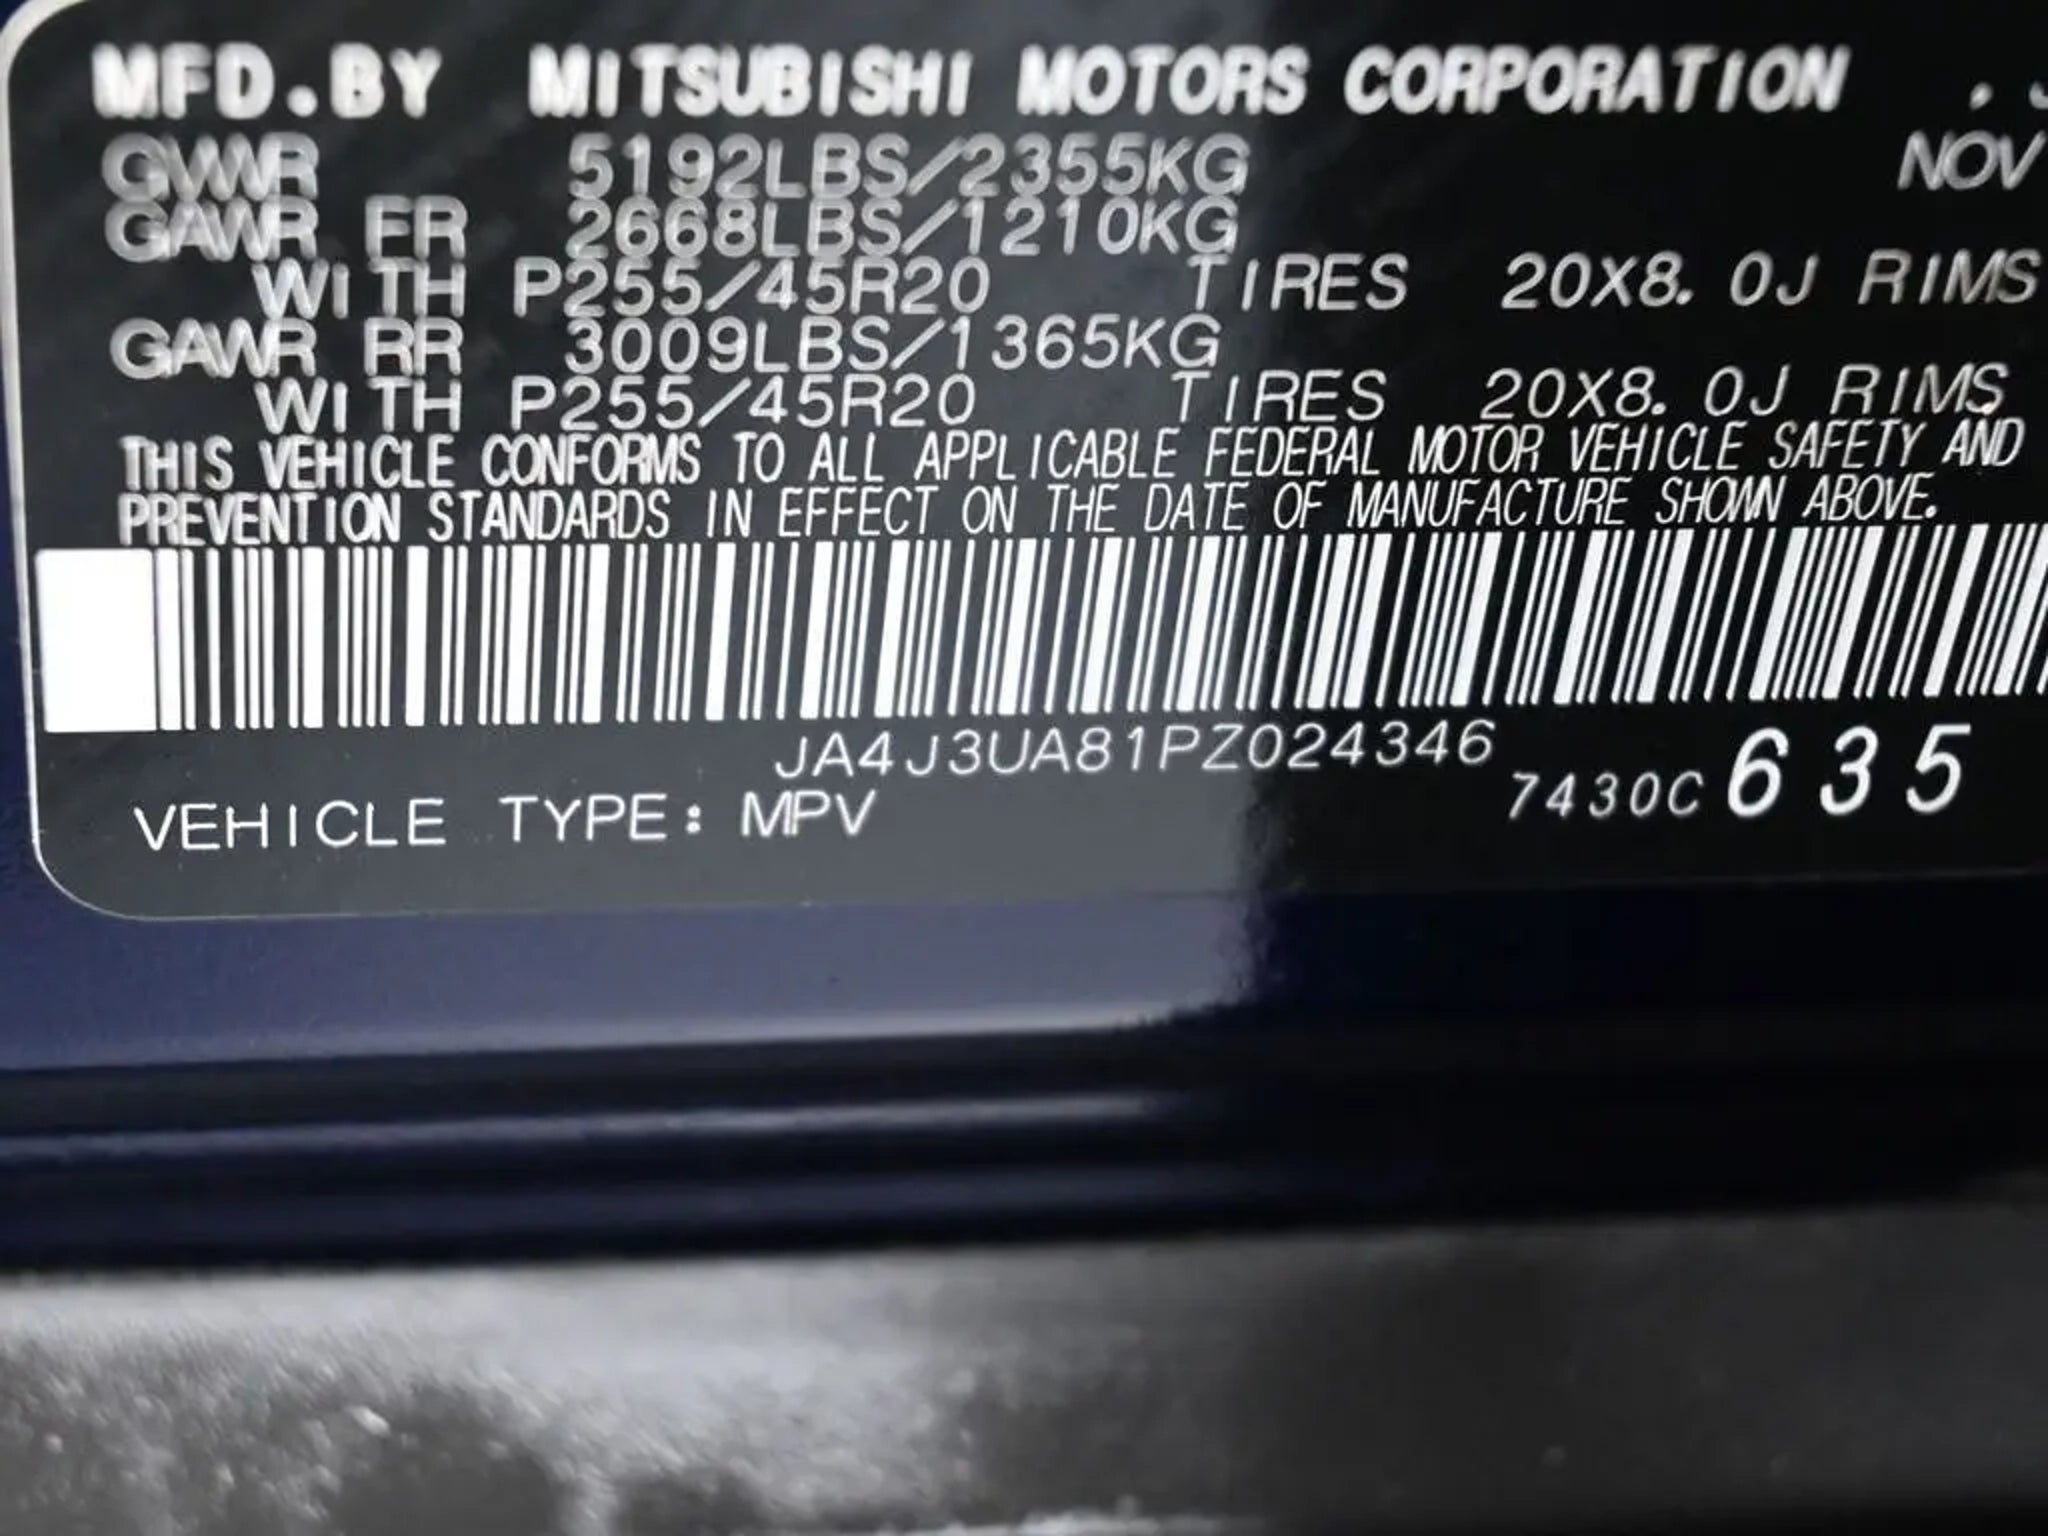 MFD.BY MITSUBISHI MOTORS CORPORATION
GVWR 5192LBS/2355KG NOV
GAWR FR 2668LBS/1210KG
WITH P255/45R20 TIRES 20X8.0J RIMS
GAWR RR 3009LBS/1365KG
WITH P255/45R20 TIRES 20X8.0J RIMS
THIS VEHICLE CONFORMS TO ALL APPLICABLE FEDERAL MOTOR VEHICLE SAFETY AND
PREVENTION STANDARDS IN EFFECT ON THE DATE OF MANUFACTURE SHOWN ABOVE.
JA4J3UA81PZ024346
7430C 635
VEHICLE TYPE: MPV